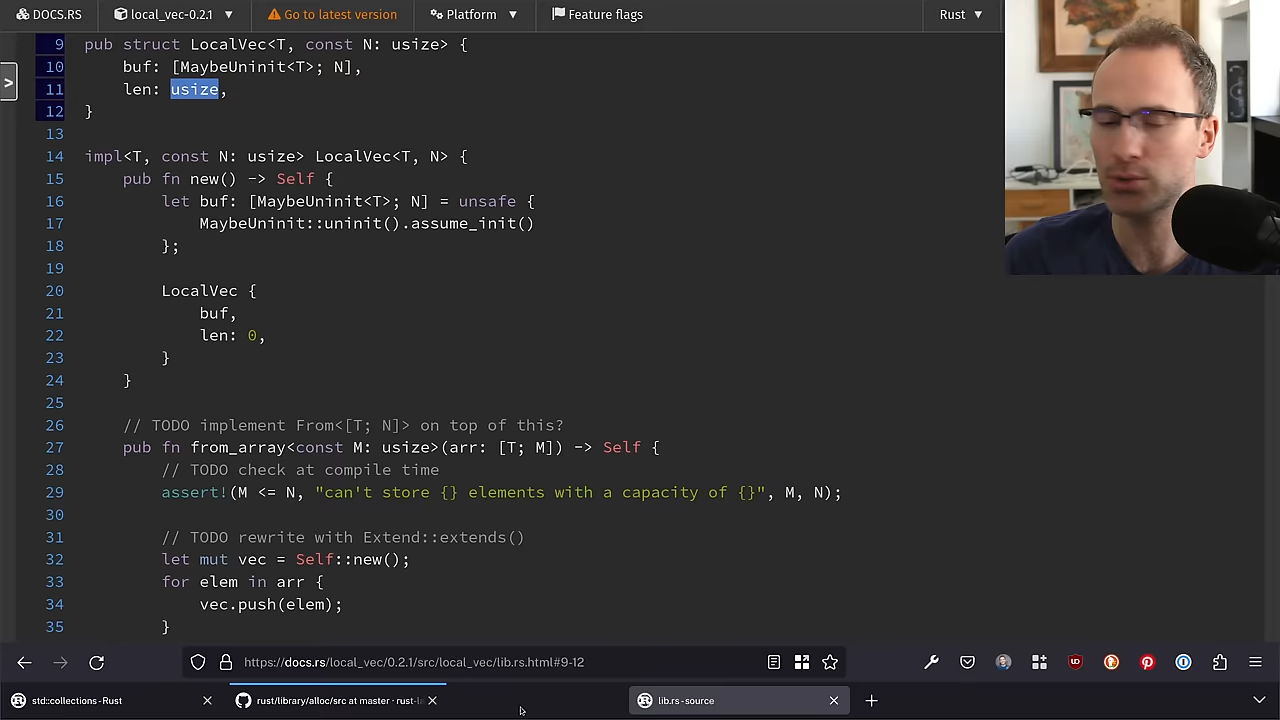 DOCS.RS local_vec-0.2.1 Go to latest version Platform Feature flags Rust
9 pub struct LocalVec<T, const N: usize> {
10 buf: [MaybeUninit<T>; N],
11 len: usize,
12 }
13
14 impl<T, const N: usize> LocalVec<T, N> {
15 pub fn new() -> Self {
16 let buf: [MaybeUninit<T>; N] = unsafe {
17 MaybeUninit::uninit().assume_init()
18 };
19
20 LocalVec {
21 buf,
22 len: 0,
23 }
24 }
25
26 // TODO implement From<[T; N]> on top of this?
27 pub fn from_array<const M: usize>(arr: [T; M]) -> Self {
28 // TODO check at compile time
29 assert!(M <= N, "can't store {} elements with a capacity of {}", M, N);
30
31 // TODO rewrite with Extend::extends()
32 let mut vec = Self::new();
33 for elem in arr {
34 vec.push(elem);
35 }
https://docs.rs/local_vec/0.2.1/src/local_vec/lib.rs.html#9-12
std::collections - Rust rust/library/alloc/src at master · rust-la lib.rs - source